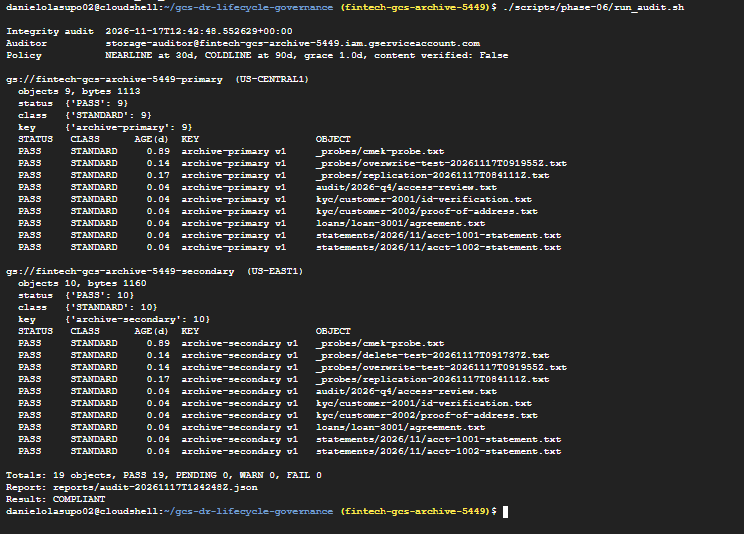 danielolasupo02@cloudshell:~/gcs-dr-lifecycle-governance (fintech-gcs-archive-5449)$ ./scripts/phase-06/run_audit.sh
Integrity audit  2026-11-17T12:42:48.552629+00:00
Auditor          storage-auditor@fintech-gcs-archive-5449.iam.gserviceaccount.com
Policy           NEARLINE at 30d, COLDLINE at 90d, grace 1.0d, content verified: False
gs://fintech-gcs-archive-5449-primary  (US-CENTRAL1)
objects 9, bytes 1113
status  {'PASS': 9}
class   {'STANDARD': 9}
key     {'archive-primary': 9}
STATUS  CLASS     AGE(d)  KEY                   OBJECT
PASS    STANDARD    0.89  archive-primary v1    _probes/cmek-probe.txt
PASS    STANDARD    0.14  archive-primary v1    _probes/overwrite-test-20261117T091955Z.txt
PASS    STANDARD    0.17  archive-primary v1    _probes/replication-20261117T084111Z.txt
PASS    STANDARD    0.04  archive-primary v1    audit/2026-q4/access-review.txt
PASS    STANDARD    0.04  archive-primary v1    kyc/customer-2001/id-verification.txt
PASS    STANDARD    0.04  archive-primary v1    kyc/customer-2002/proof-of-address.txt
PASS    STANDARD    0.04  archive-primary v1    loans/loan-3001/agreement.txt
PASS    STANDARD    0.04  archive-primary v1    statements/2026/11/acct-1001-statement.txt
PASS    STANDARD    0.04  archive-primary v1    statements/2026/11/acct-1002-statement.txt
gs://fintech-gcs-archive-5449-secondary  (US-EAST1)
objects 10, bytes 1160
status  {'PASS': 10}
class   {'STANDARD': 10}
key     {'archive-secondary': 10}
STATUS  CLASS     AGE(d)  KEY                   OBJECT
PASS    STANDARD    0.89  archive-secondary v1  _probes/cmek-probe.txt
PASS    STANDARD    0.14  archive-secondary v1  _probes/delete-test-20261117T091737Z.txt
PASS    STANDARD    0.14  archive-secondary v1  _probes/overwrite-test-20261117T091955Z.txt
PASS    STANDARD    0.17  archive-secondary v1  _probes/replication-20261117T084111Z.txt
PASS    STANDARD    0.04  archive-secondary v1  audit/2026-q4/access-review.txt
PASS    STANDARD    0.04  archive-secondary v1  kyc/customer-2001/id-verification.txt
PASS    STANDARD    0.04  archive-secondary v1  kyc/customer-2002/proof-of-address.txt
PASS    STANDARD    0.04  archive-secondary v1  loans/loan-3001/agreement.txt
PASS    STANDARD    0.04  archive-secondary v1  statements/2026/11/acct-1001-statement.txt
PASS    STANDARD    0.04  archive-secondary v1  statements/2026/11/acct-1002-statement.txt
Totals: 19 objects, PASS 19, PENDING 0, WARN 0, FAIL 0
Report: reports/audit-20261117T124248Z.json
Result: COMPLIANT
danielolasupo02@cloudshell:~/gcs-dr-lifecycle-governance (fintech-gcs-archive-5449)$